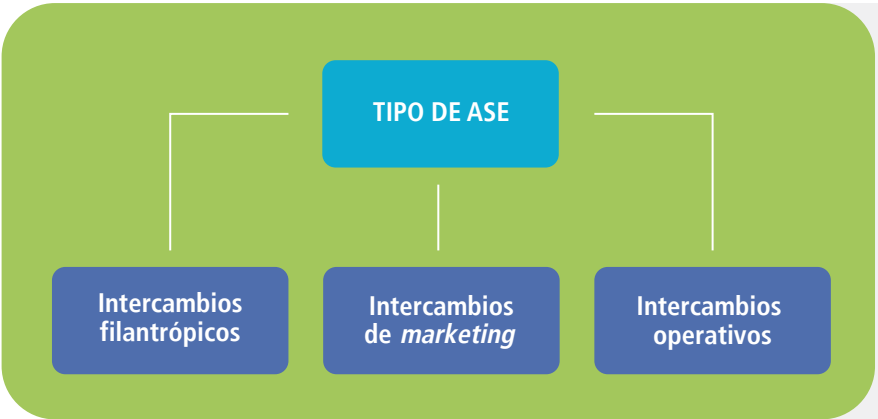 TIPO DE ASE
Intercambios
filantrópicos
Intercambios
de marketing
Intercambios
operativos